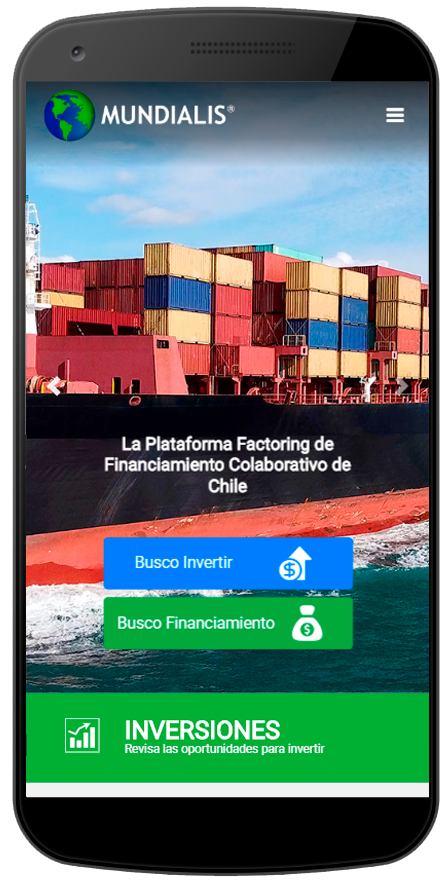 MUNDIALIS®
La Plataforma Factoring de
Financiamiento Colaborativo de
Chile
Busco Invertir
Busco Financiamiento
INVERSIONES
Revisa las oportunidades para invertir